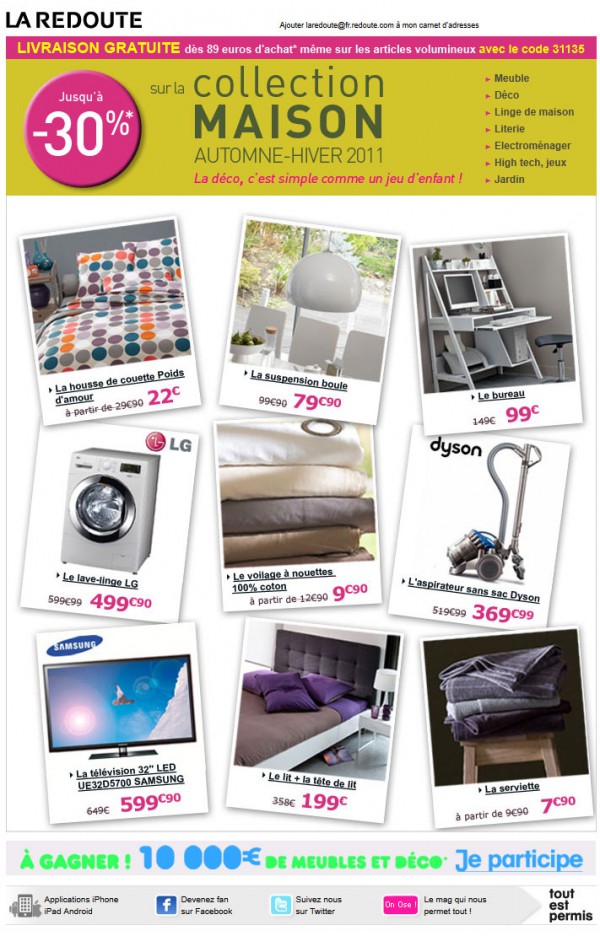 LA REDOUTE
Ajouter laredoute@fr.redoute.com à mon carnet d'adresses
LIVRAISON GRATUITE dès 89 euros d'achat* même sur les articles volumineux avec le code 31135
Jusqu'à
-30%*
sur la collection
MAISON
AUTOMNE-HIVER 2011
La déco, c'est simple comme un jeu d'enfant !
Meuble
Déco
Linge de maison
Literie
Electroménager
High tech, jeux
Jardin
La housse de couette Poids
d'amour
à partir de 29€90 22€
La suspension boule
99€90 79€90
Le bureau
149€ 99€
LG
Le lave-linge LG
599€99 499€90
Le voilage à nouettes
100% coton
à partir de 12€90 9€90
dyson
L'aspirateur sans sac Dyson
519€99 369€99
SAMSUNG
La télévision 32" LED
UE32D5700 SAMSUNG
649€ 599€90
Le lit + la tête de lit
358€ 199€
La serviette
à partir de 9€90 7€90
À GAGNER ! 10 000€ DE MEUBLES ET DÉCO* Je participe
Applications iPhone
iPad Android
Devenez fan
sur Facebook
Suivez nous
sur Twitter
On Ose !
Le mag qui nous
permet tout !
tout
est
permis